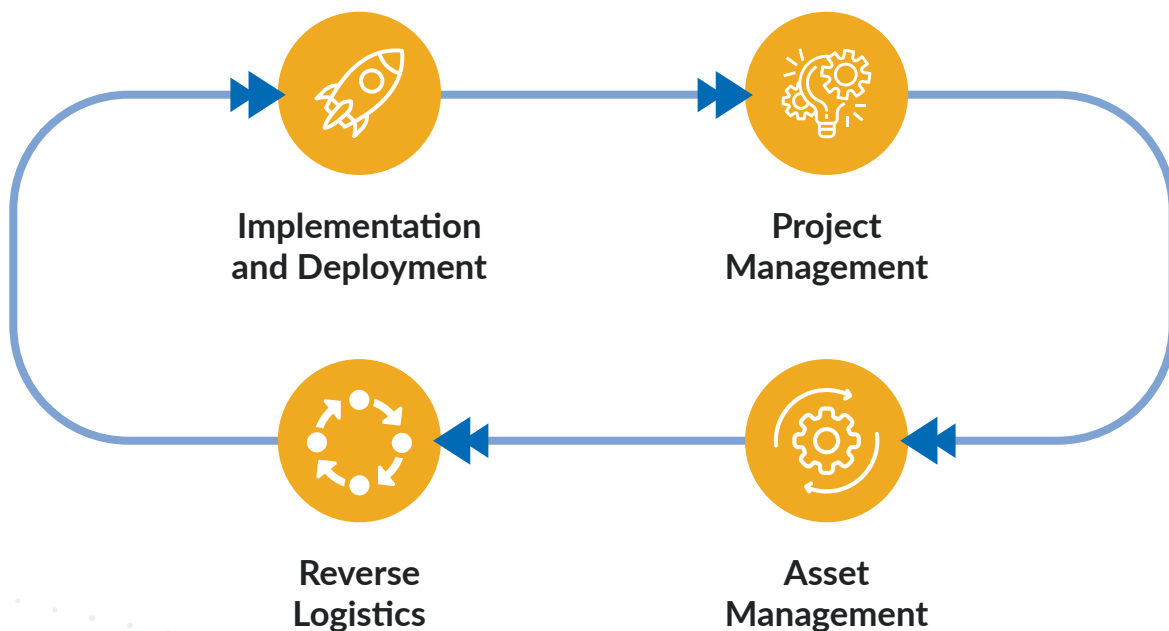 Implementation
and Deployment
Project
Management
Reverse
Logistics
Asset
Management